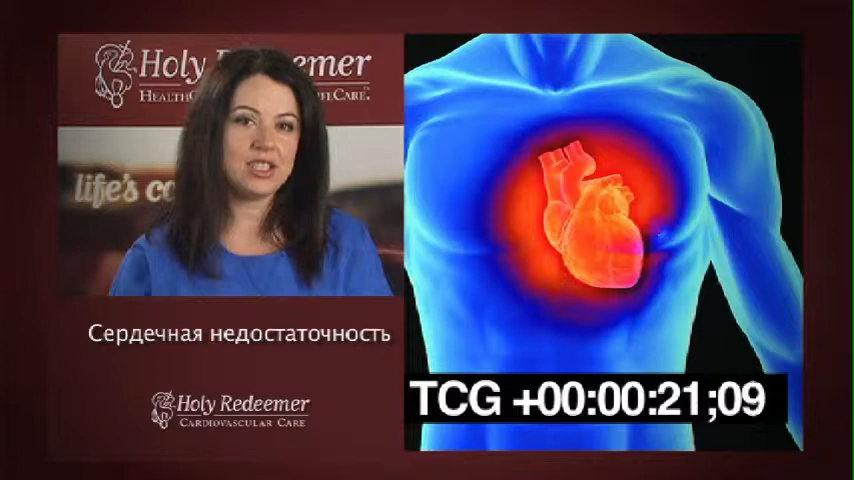 Holy Redeemer
life's
Сердечная недостаточность
Holy Redeemer
CARDIOVASCULAR CARE
TCG +00:00:21;09